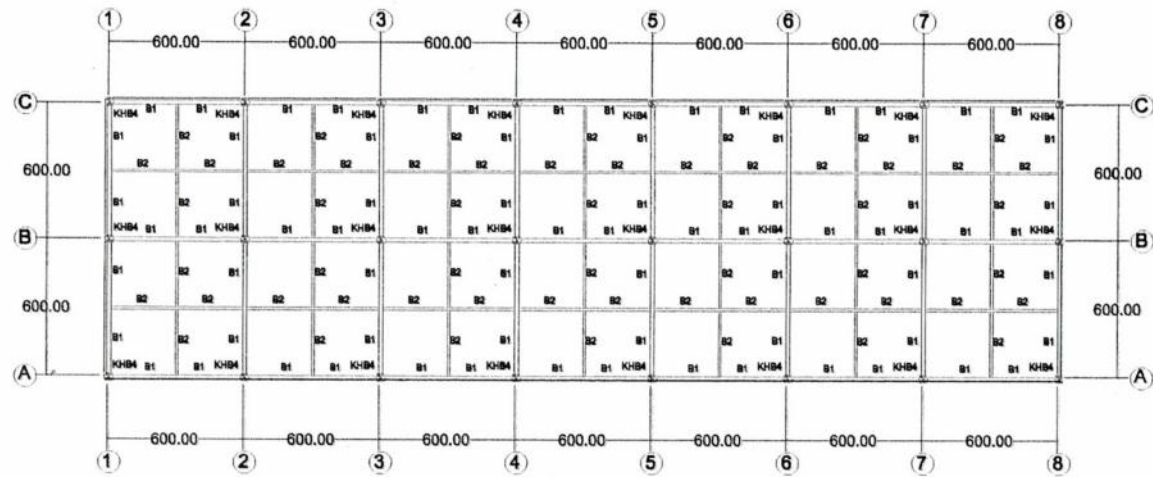 1 2 3 4 5 6 7 8
600.00 600.00 600.00 600.00 600.00 600.00 600.00
C B1 B1 B1 B1 B1 B1 B1 B1 B1 B1 B1 B1 B1 B1 C
KHB4 KHB4 KHB4 KHB4 KHB4 KHB4 KHB4 KHB4
B1 B2 B1 B2 B1 B2 B1 B2 B1 B2 B1 B2 B1 B2 B1
600.00 B2 B2 B2 B2 B2 B2 B2 B2 B2 B2 B2 B2 B2 B2 600.00
B1 B2 B1 B2 B1 B2 B1 B2 B1 B2 B1 B2 B1 B2 B1
B KHB4 B1 B1 KHB4 B1 B1 KHB4 B1 B1 KHB4 B1 B1 KHB4 B1 B1 KHB4 B1 B1 KHB4 B1 B1 KHB4 B
B1 B2 B1 B2 B1 B2 B1 B2 B1 B2 B1 B2 B1 B2 B1
600.00 B2 B2 B2 B2 B2 B2 B2 B2 B2 B2 B2 B2 B2 B2 600.00
B1 B2 B1 B2 B1 B2 B1 B2 B1 B2 B1 B2 B1 B2 B1
A KHB4 B1 B1 KHB4 B1 B1 KHB4 B1 B1 KHB4 B1 B1 KHB4 B1 B1 KHB4 B1 B1 KHB4 B1 B1 KHB4 A
600.00 600.00 600.00 600.00 600.00 600.00 600.00
1 2 3 4 5 6 7 8